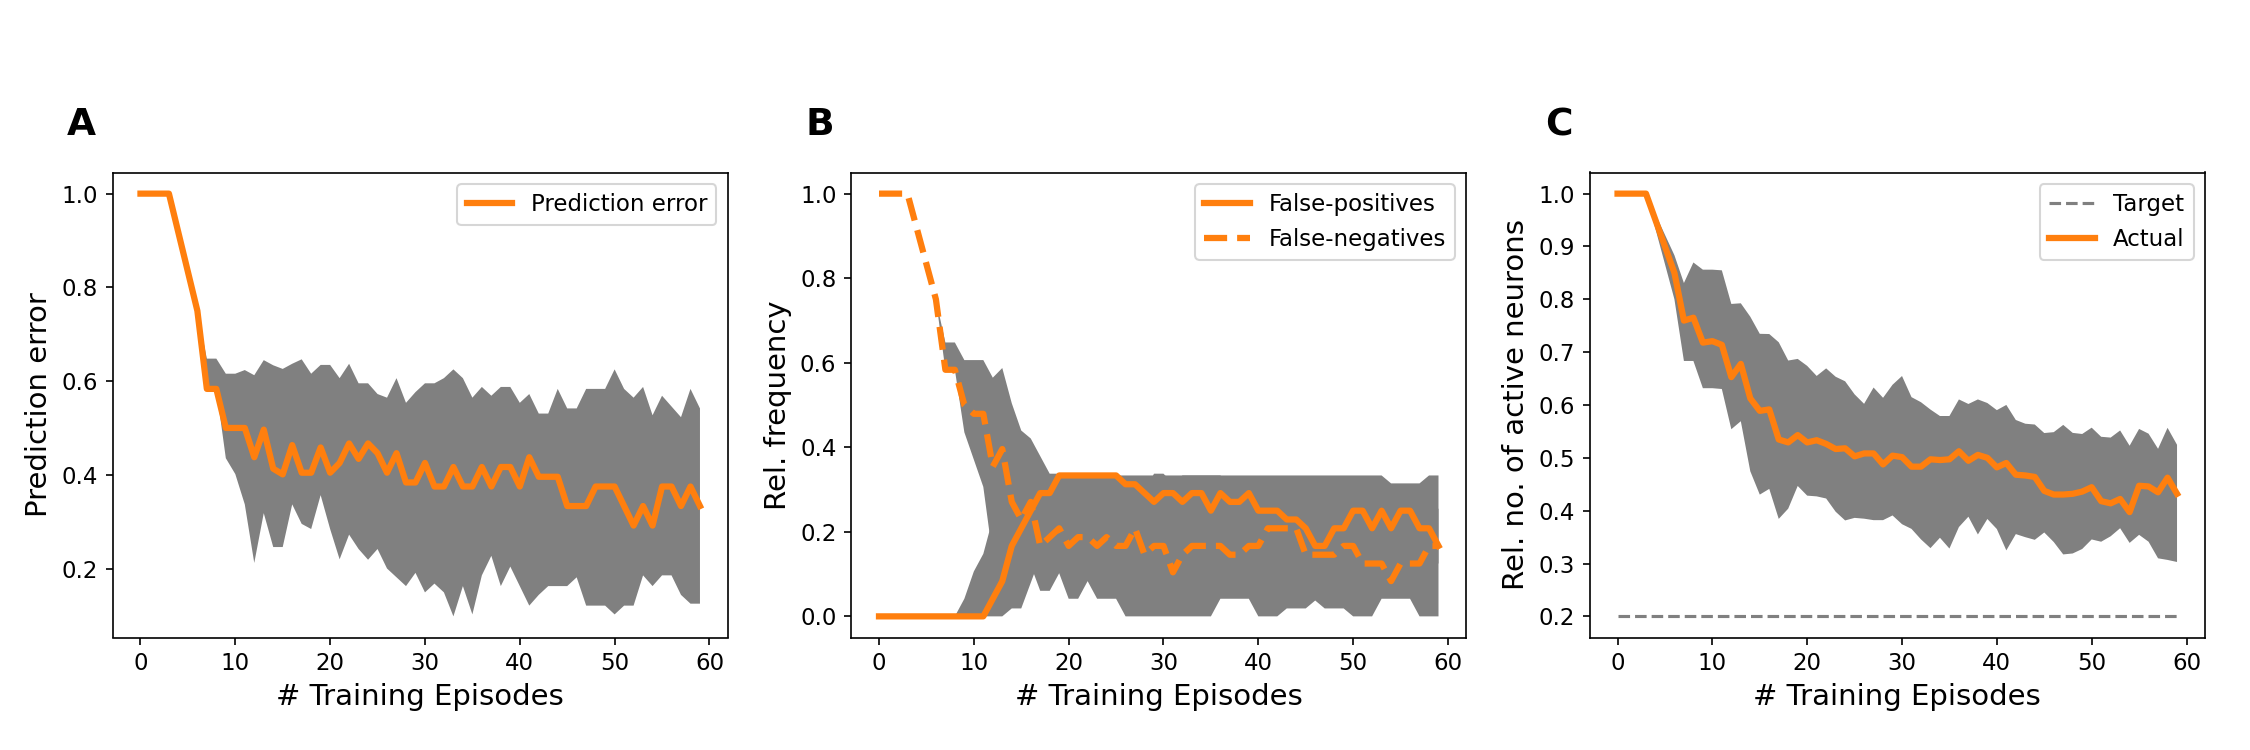 A
B
C
1.0
0.8
0.6
0.4
0.2
Prediction error
Prediction error
0
10
20
30
40
50
60
# Training Episodes
1.0
0.8
0.6
0.4
0.2
0.0
Rel. frequency
False-positives
False-negatives
0
10
20
30
40
50
60
# Training Episodes
1.0
0.9
0.8
0.7
0.6
0.5
0.4
0.3
0.2
Rel. no. of active neurons
Target
Actual
0
10
20
30
40
50
60
# Training Episodes